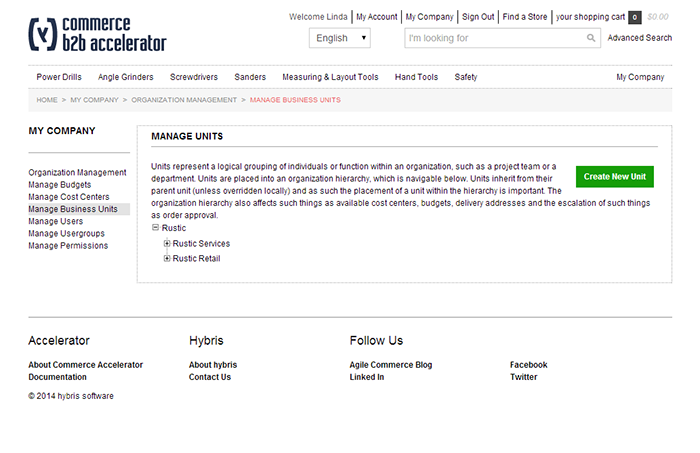 commerce
b2b accelerator
Welcome Linda My Account My Company Sign Out Find a Store your shopping cart 0 $0.00
English I'm looking for Advanced Search
Power Drills Angle Grinders Screwdrivers Sanders Measuring & Layout Tools Hand Tools Safety My Company
HOME > MY COMPANY > ORGANIZATION MANAGEMENT > MANAGE BUSINESS UNITS
MY COMPANY
Organization Management
Manage Budgets
Manage Cost Centers
Manage Business Units
Manage Users
Manage Usergroups
Manage Permissions
MANAGE UNITS
Units represent a logical grouping of individuals or function within an organization, such as a project team or a
department. Units are placed into an organization hierarchy, which is navigable below. Units inherit from their
parent unit (unless overridden locally) and as such the placement of a unit within the hierarchy is important. The
organization hierarchy also affects such things as available cost centers, budgets, delivery addresses and the escalation of such things
as order approval.
Create New Unit
Rustic
Rustic Services
Rustic Retail
Accelerator
About Commerce Accelerator
Documentation
Hybris
About hybris
Contact Us
Follow Us
Agile Commerce Blog
Linked In
Facebook
Twitter
© 2014 hybris software